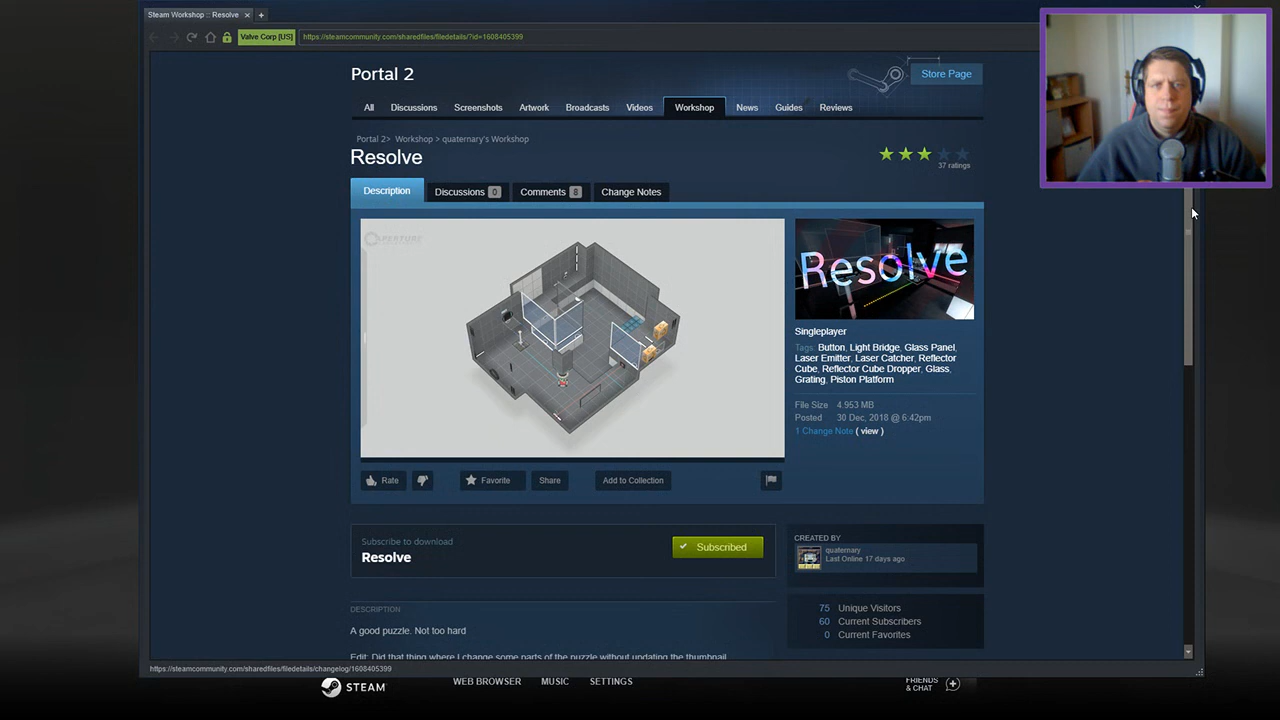 Steam Workshop :: Resolve × +
Valve Corp [US] https://steamcommunity.com/sharedfiles/filedetails/?id=1608405399
Portal 2
Store Page
All Discussions Screenshots Artwork Broadcasts Videos Workshop News Guides Reviews
Portal 2 > Workshop > quaternary's Workshop
Resolve
37 ratings
Description Discussions 0 Comments 8 Change Notes
APERTURE
Resolve
Singleplayer
Tags: Button, Light Bridge, Glass Panel,
Laser Emitter, Laser Catcher, Reflector
Cube, Reflector Cube Dropper, Glass,
Grating, Piston Platform
File Size 4.953 MB
Posted 30 Dec, 2018 @ 6:42pm
1 Change Note ( view )
Rate Favorite Share Add to Collection
Subscribe to download
Resolve
Subscribed
CREATED BY
quaternary
Last Online 17 days ago
DESCRIPTION
A good puzzle. Not too hard
Edit: Did that thing where I change some parts of the puzzle without updating the thumbnail
75 Unique Visitors
60 Current Subscribers
0 Current Favorites
https://steamcommunity.com/sharedfiles/filedetails/changelog/1608405399
STEAM WEB BROWSER MUSIC SETTINGS
FRIENDS
& CHAT